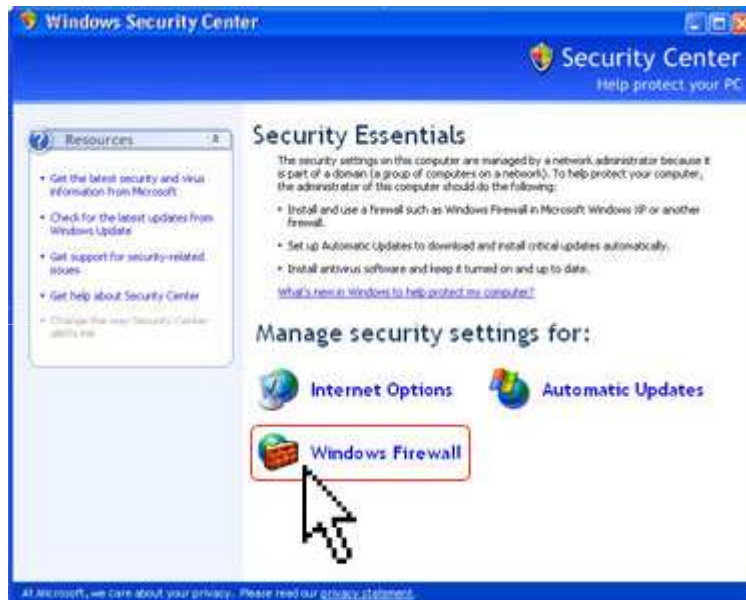 Windows Security Center
Security Center
Help protect your PC
Resources
Get the latest security and virus
information from Microsoft
Check for the latest updates from
Windows Update
Get support for security-related
issues
Get help about Security Center
Change the way Security Center
alerts me
Security Essentials
The security settings on this computer are managed by a network administrator because it
is part of a domain (a group of computers on a network). To help protect your computer,
the administrator of this computer should do the following:
• Install and use a firewall such as Windows Firewall in Microsoft Windows XP or another
firewall.
• Set up Automatic Updates to download and install critical updates automatically.
• Install antivirus software and keep it turned on and up to date.
What's new in Windows to help protect my computer?
Manage security settings for:
Internet Options
Automatic Updates
Windows Firewall
At Microsoft, we care about your privacy. Please read our privacy statement.